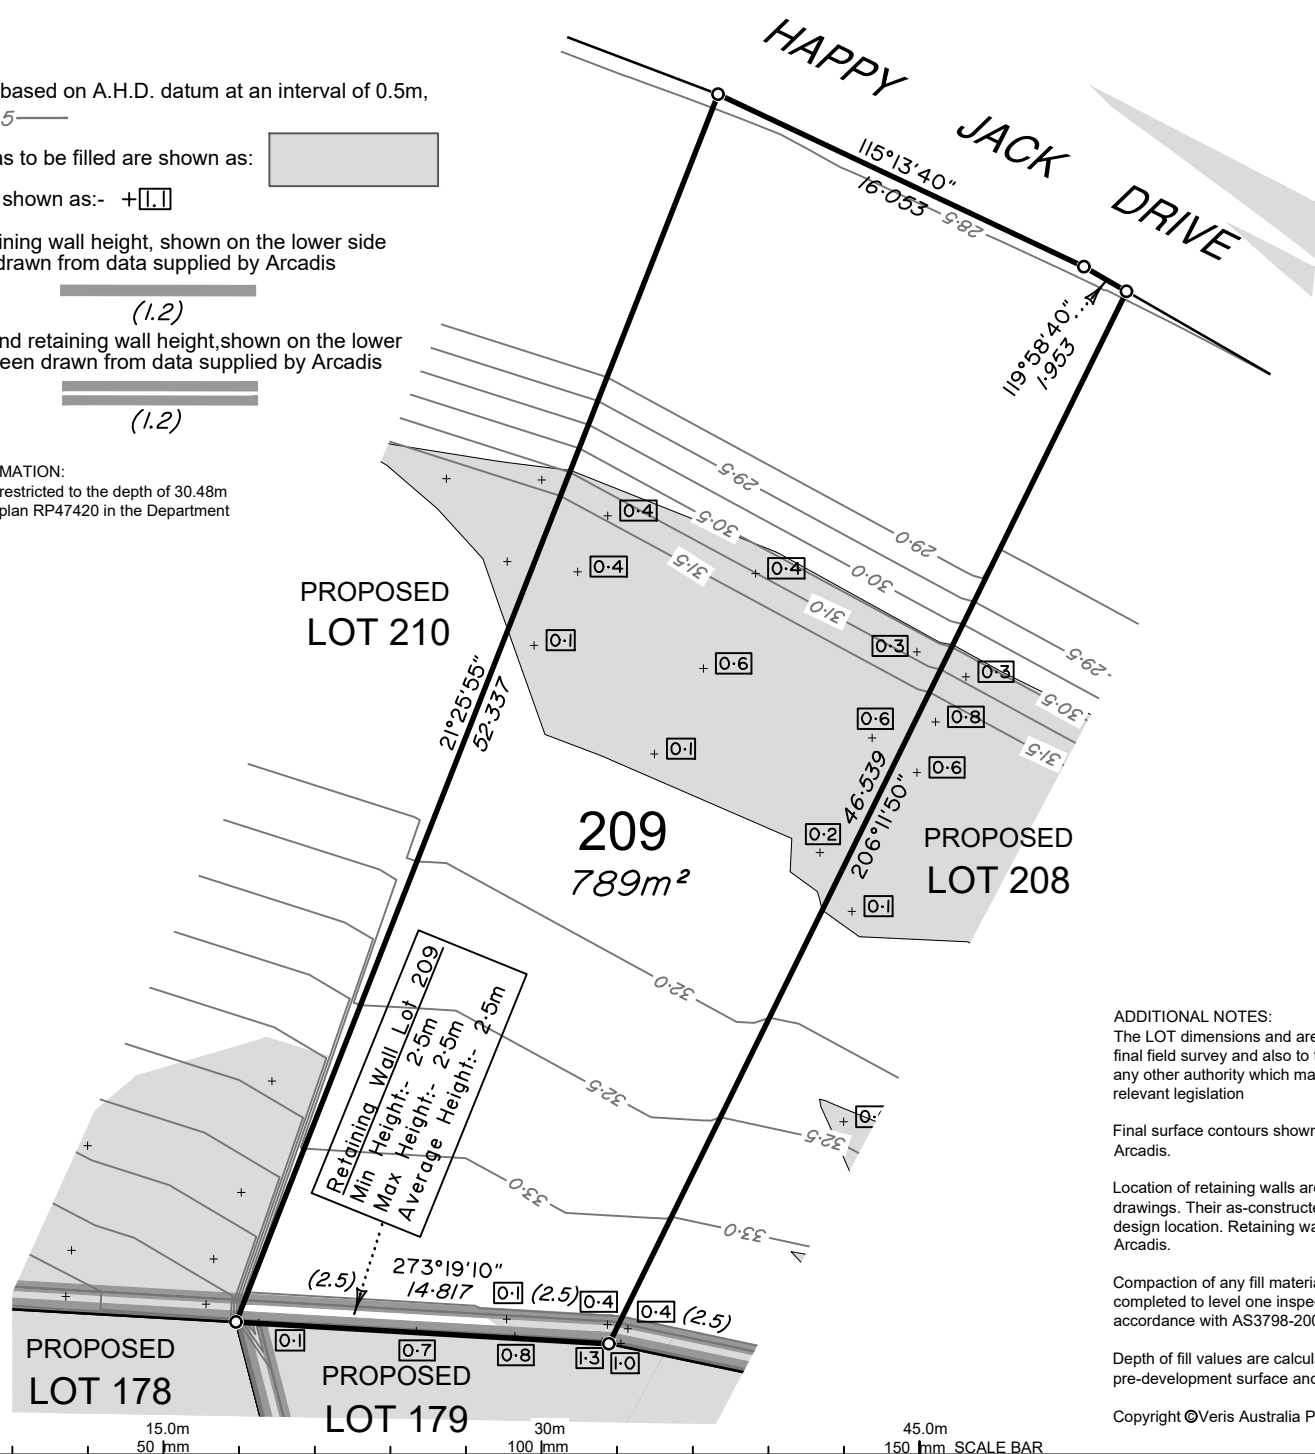 based on A.H.D. datum at an interval of 0.5m,
5
as to be filled are shown as:
shown as:- +1.1
ining wall height, shown on the lower side
drawn from data supplied by Arcadis
(1.2)
nd retaining wall height,shown on the lower
een drawn from data supplied by Arcadis
(1.2)
MATION:
restricted to the depth of 30.48m
plan RP47420 in the Department
HAPPY JACK DRIVE
115°13'40"
16·053
28·5
119°58'40"
1·953
29·5
29·0
30·5
30·0
31·5
31·0
29·5
30·5
31·5
0·4
0·4
0·4
0·1
0·6
0·3
0·3
0·6
0·8
0·1
0·6
0·2
0·1
PROPOSED
LOT 210
21°25'55"
52·337
46·539
206°11'50"
209
789m²
PROPOSED
LOT 208
32·0
32·5
32·5
33·0
33·0
0·
Retaining Wall Lot 209
Min Height:- 2·5m
Max Height:- 2·5m
Average Height:- 2·5m
273°19'10"
14·817
(2.5)
0·1
(2.5)
0·4
0·4
(2.5)
0·1
0·7
0·8
1·3
1·0
PROPOSED
LOT 178
PROPOSED
LOT 179
ADDITIONAL NOTES:
The LOT dimensions and are
final field survey and also to
any other authority which ma
relevant legislation
Final surface contours shown
Arcadis.
Location of retaining walls are
drawings. Their as-constructe
design location. Retaining wa
Arcadis.
Compaction of any fill materia
completed to level one inspe
accordance with AS3798-200
Depth of fill values are calcul
pre-development surface and
Copyright ©Veris Australia P
15.0m 30m 45.0m
50 mm 100 mm 150 mm SCALE BAR